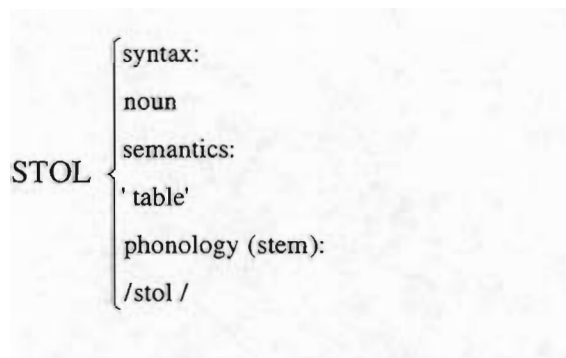 syntax:
noun
semantics:
STOL
' table'
phonology (stem):
/stol /